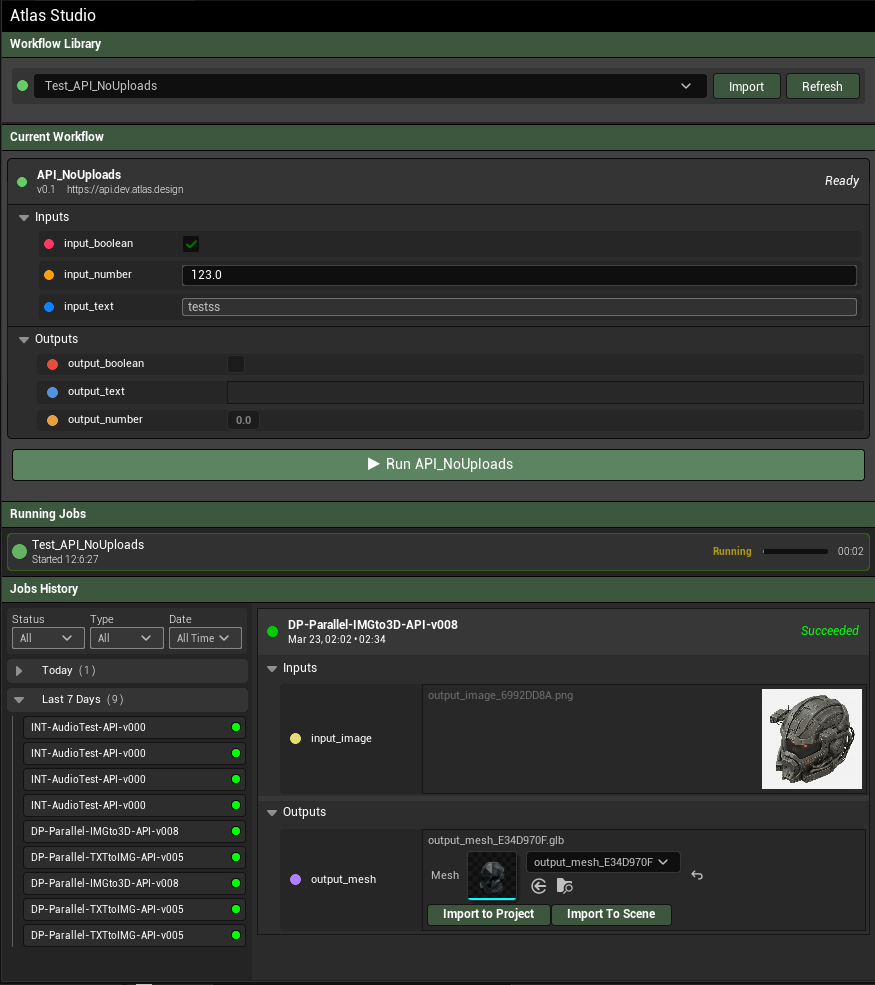 Atlas Studio
Workflow Library
Test_API_NoUploads
Import
Refresh
Current Workflow
API_NoUploads
v0.1 https://api.dev.atlas.design
Ready
Inputs
input_boolean
input_number 123.0
input_text testss
Outputs
output_boolean
output_text
output_number 0.0
Run API_NoUploads
Running Jobs
Test_API_NoUploads
Started 12:6:27
Running 00:02
Jobs History
Status Type Date
All All All Time
Today (1)
Last 7 Days (9)
INT-AudioTest-API-v000
INT-AudioTest-API-v000
INT-AudioTest-API-v000
INT-AudioTest-API-v000
DP-Parallel-IMGto3D-API-v008
DP-Parallel-TXTtoIMG-API-v005
DP-Parallel-IMGto3D-API-v008
DP-Parallel-TXTtoIMG-API-v005
DP-Parallel-TXTtoIMG-API-v005
DP-Parallel-IMGto3D-API-v008
Mar 23, 02:02 • 02:34
Succeeded
Inputs
input_image
output_image_6992DD8A.png
Outputs
output_mesh
output_mesh_E34D970F.glb
Mesh
output_mesh_E34D970F
Import to Project
Import To Scene